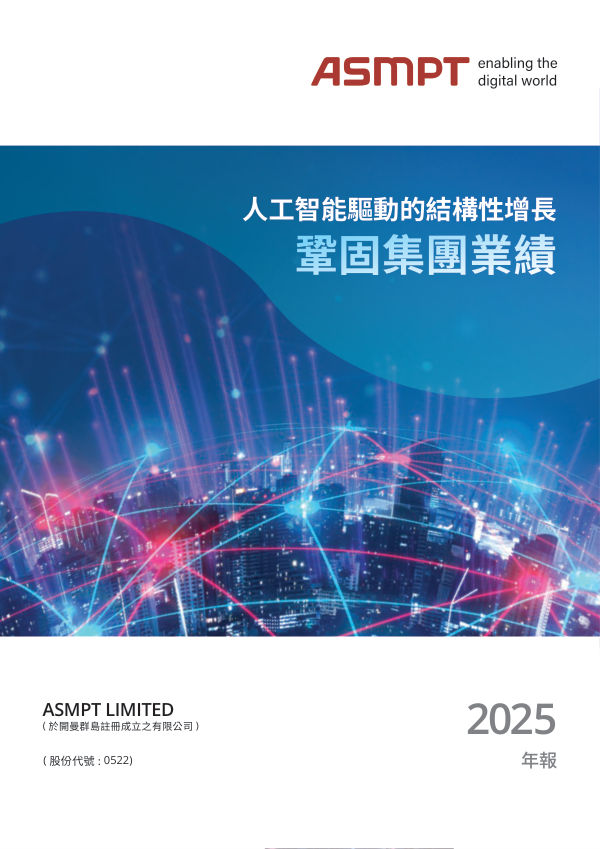 ASMPT
enabling the
digital world
人工智能驅動的結構性增長
鞏固集團業績
ASMPT LIMITED
( 於開曼群島註冊成立之有限公司 )
( 股份代號 : 0522)
2025
年報